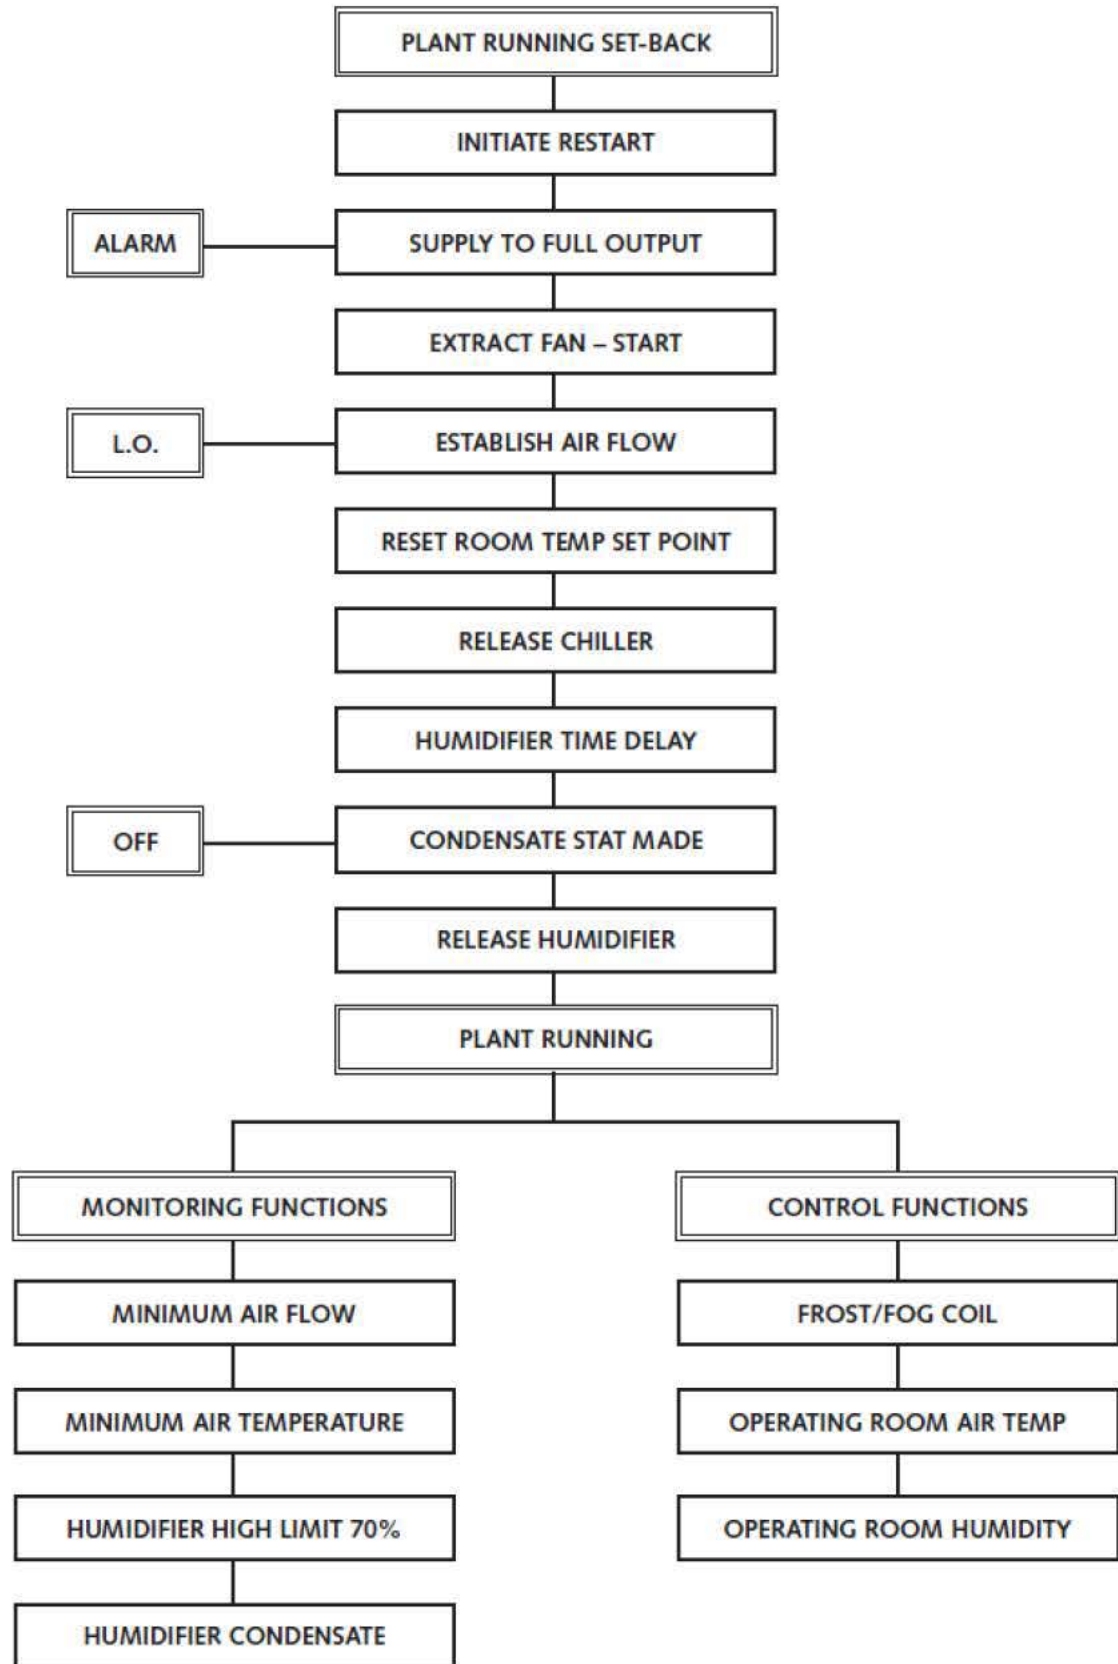 PLANT RUNNING SET-BACK
INITIATE RESTART
ALARM
SUPPLY TO FULL OUTPUT
EXTRACT FAN – START
L.O.
ESTABLISH AIR FLOW
RESET ROOM TEMP SET POINT
RELEASE CHILLER
HUMIDIFIER TIME DELAY
OFF
CONDENSATE STAT MADE
RELEASE HUMIDIFIER
PLANT RUNNING
MONITORING FUNCTIONS
CONTROL FUNCTIONS
MINIMUM AIR FLOW
FROST/FOG COIL
MINIMUM AIR TEMPERATURE
OPERATING ROOM AIR TEMP
HUMIDIFIER HIGH LIMIT 70%
OPERATING ROOM HUMIDITY
HUMIDIFIER CONDENSATE